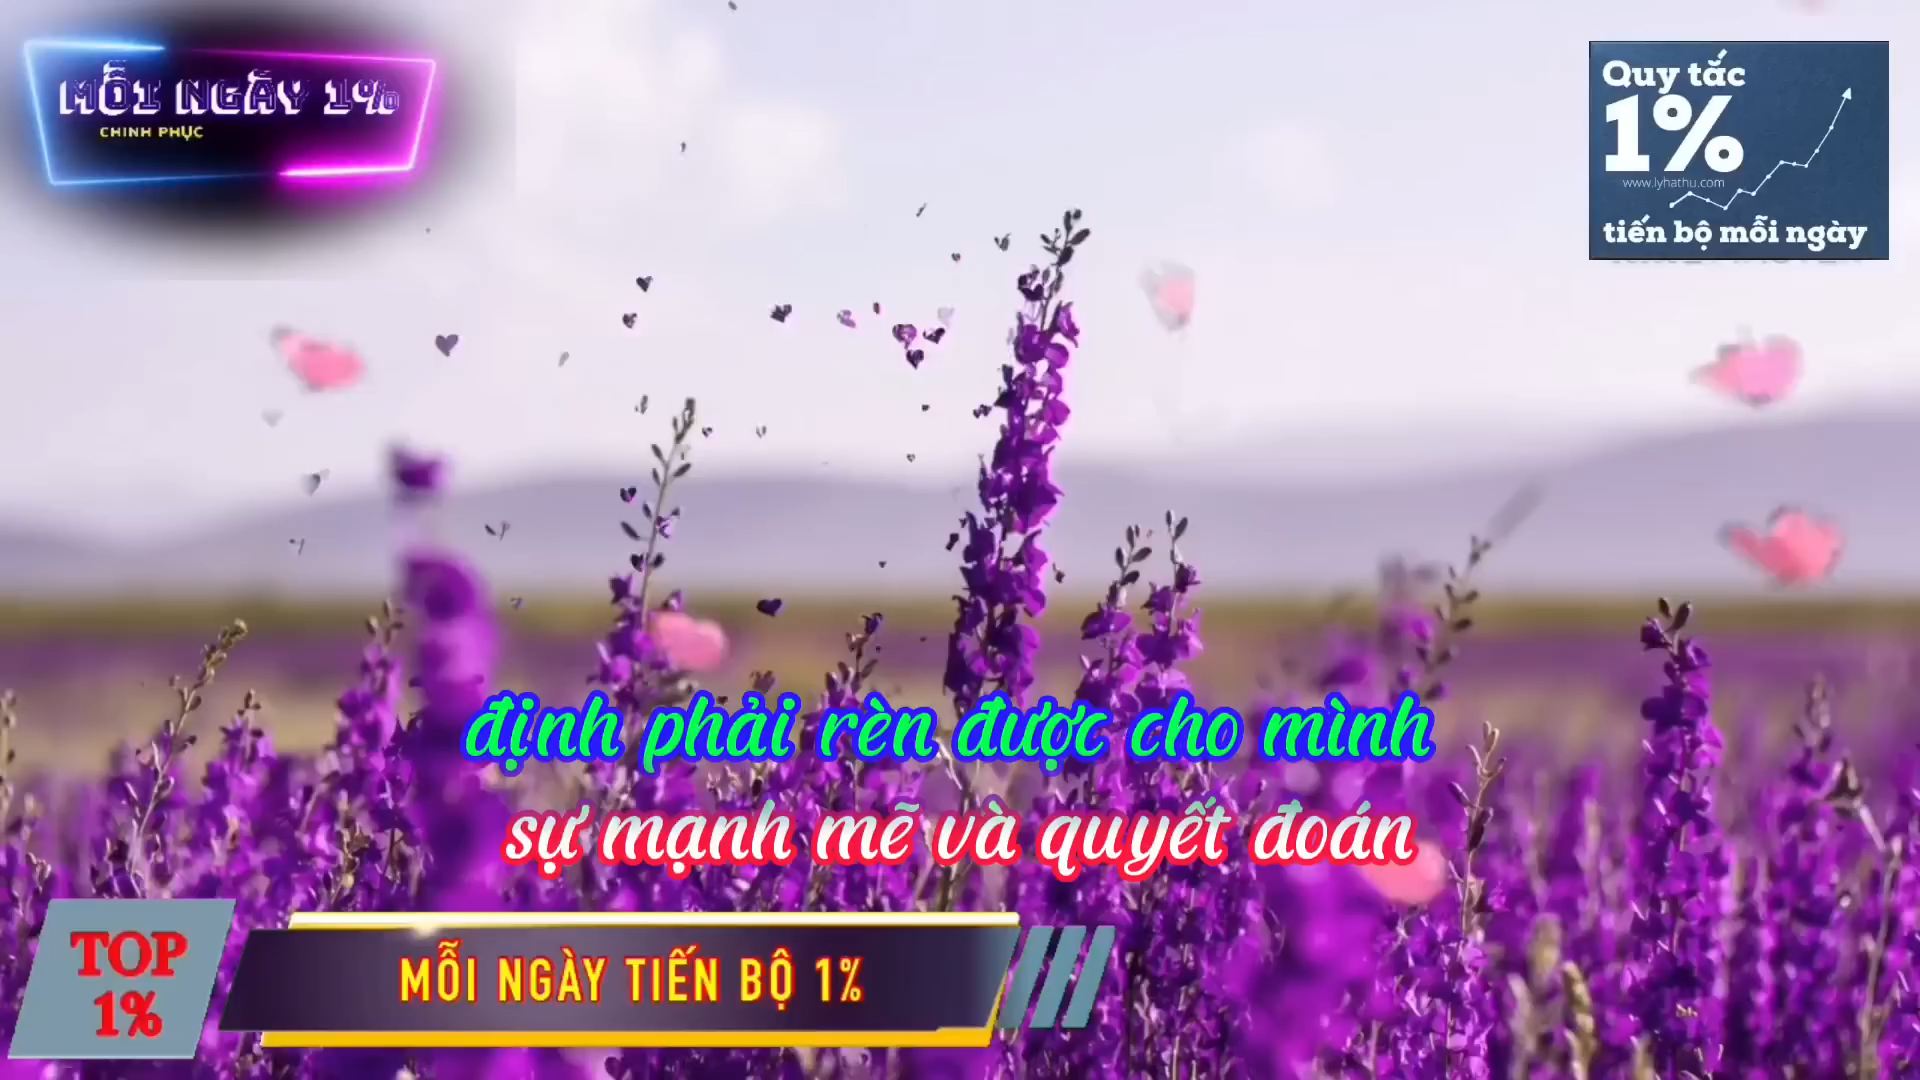 MỖI NGÀY 1%
CHINH PHỤC
Quy tắc
1%
www.lyhathu.com
tiến bộ mỗi ngày
định phải rèn được cho mình
sự mạnh mẽ và quyết đoán
TOP
1%
MỖI NGÀY TIẾN BỘ 1%